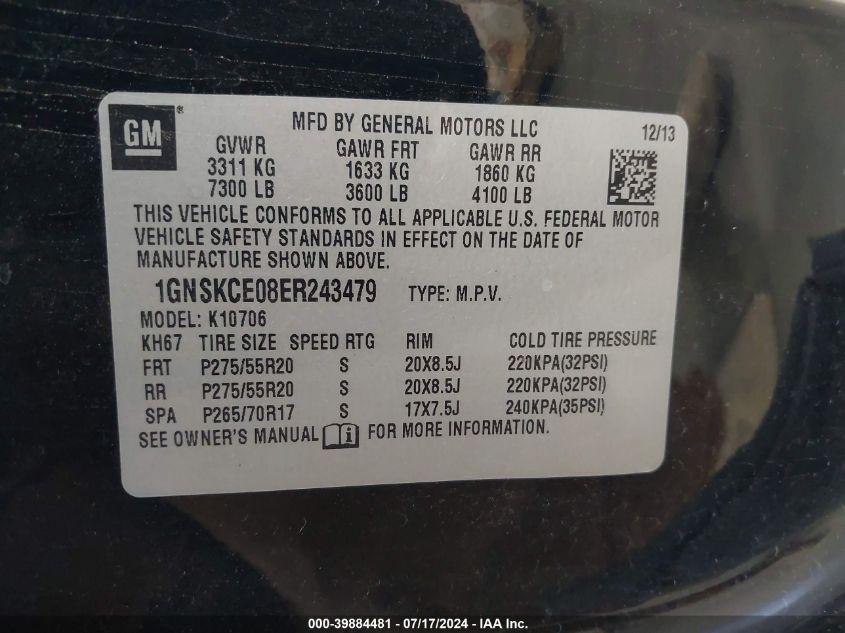 GM ®
MFD BY GENERAL MOTORS LLC 12/13
GVWR GAWR FRT GAWR RR
3311 KG 1633 KG 1860 KG
7300 LB 3600 LB 4100 LB
THIS VEHICLE CONFORMS TO ALL APPLICABLE U.S. FEDERAL MOTOR
VEHICLE SAFETY STANDARDS IN EFFECT ON THE DATE OF
MANUFACTURE SHOWN ABOVE.
1GNSKCE08ER243479 TYPE: M.P.V.
MODEL: K10706
KH67 TIRE SIZE SPEED RTG RIM COLD TIRE PRESSURE
FRT P275/55R20 S 20X8.5J 220KPA(32PSI)
RR P275/55R20 S 20X8.5J 220KPA(32PSI)
SPA P265/70R17 S 17X7.5J 240KPA(35PSI)
SEE OWNER'S MANUAL i FOR MORE INFORMATION.
000-39884481 - 07/17/2024 - IAA Inc.